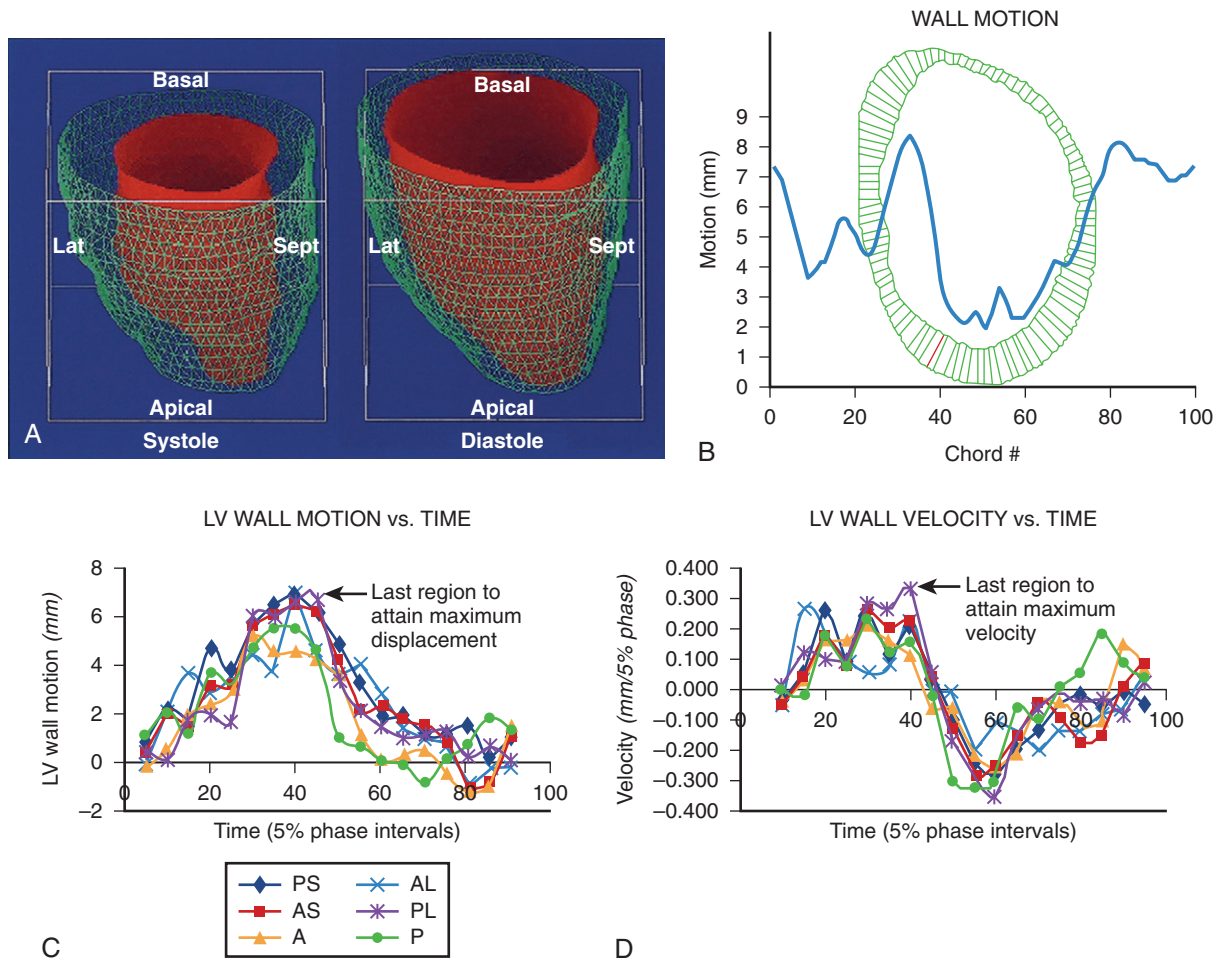 Basal
Basal
Lat
Sept
Lat
Sept
Apical
Apical
A
Systole
Diastole
WALL MOTION
Motion (mm)
9
8
7
6
5
4
3
2
1
0
0 20 40 60 80 100
B
Chord #
LV WALL MOTION vs. TIME
LV wall motion (mm)
8
6
4
2
0
−2
Last region to
attain maximum
displacement
0 20 40 60 80 100
Time (5% phase intervals)
PS AL
AS PL
A P
C
LV WALL VELOCITY vs. TIME
Velocity (mm/5% phase)
0.400
0.300
0.200
0.100
0.000
−0.100
−0.200
−0.300
−0.400
Last region to
attain maximum
velocity
0 20 40 60 80 100
Time (5% phase intervals)
D